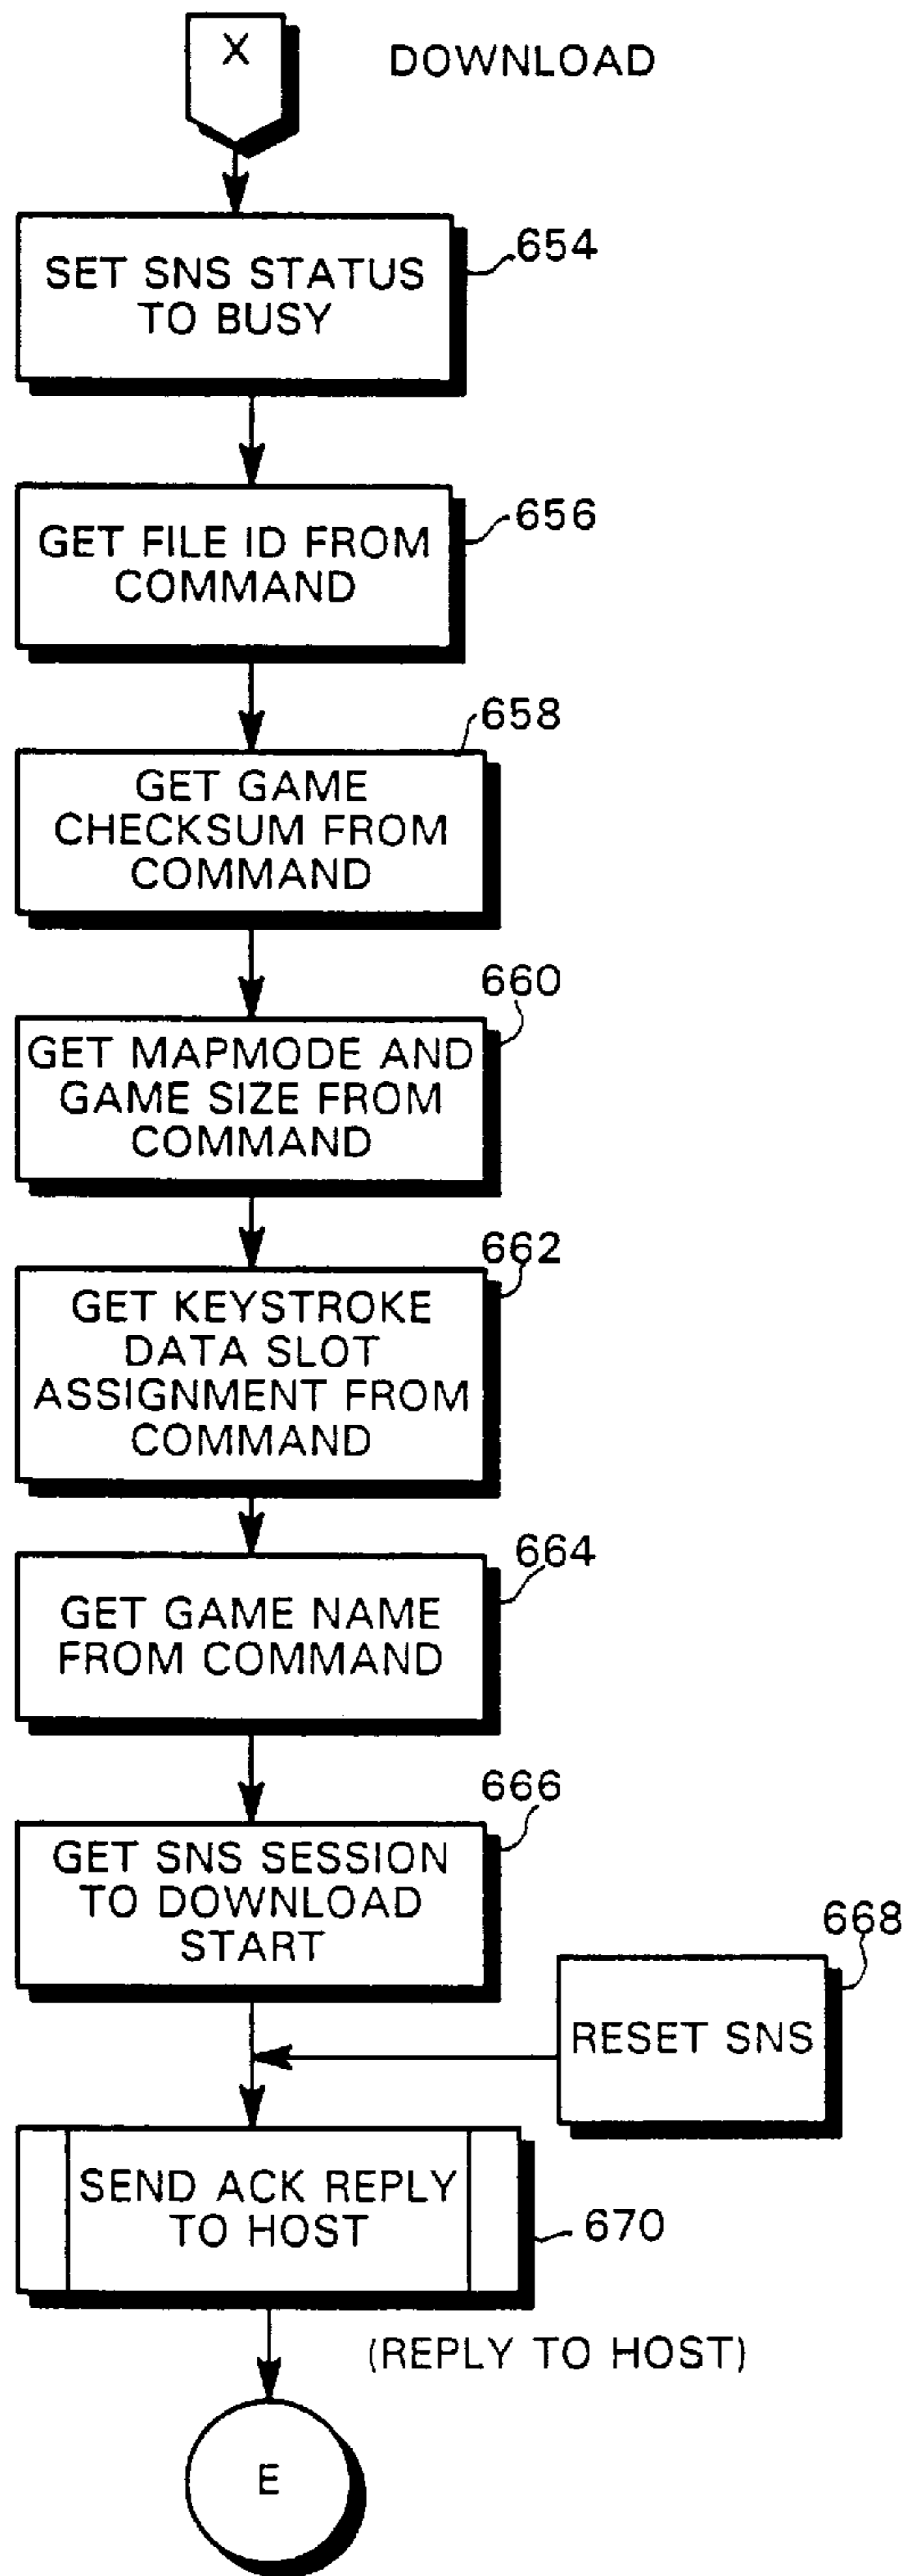 X
DOWNLOAD
654
SET SNS STATUS
TO BUSY
656
GET FILE ID FROM
COMMAND
658
GET GAME
CHECKSUM FROM
COMMAND
660
GET MAPMODE AND
GAME SIZE FROM
COMMAND
662
GET KEYSTROKE
DATA SLOT
ASSIGNMENT FROM
COMMAND
664
GET GAME NAME
FROM COMMAND
666
GET SNS SESSION
TO DOWNLOAD
START
668
RESET SNS
SEND ACK REPLY
TO HOST
670
(REPLY TO HOST)
E